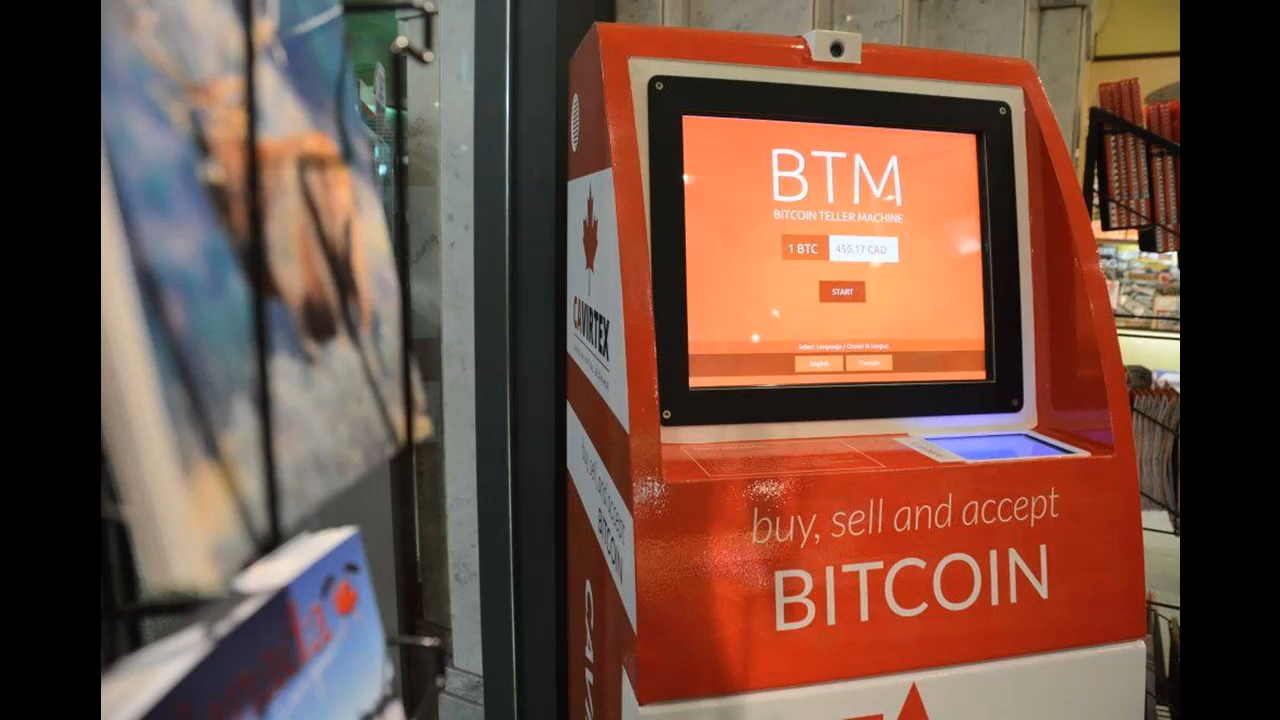 BTM
BITCOIN TELLER MACHINE
1 BTC 450.17 CAD
START
Select Language / Choisir la langue
English Français
CAVIRTEX
buy, sell and accept
BITCOIN
buy, sell and accept
BITCOIN